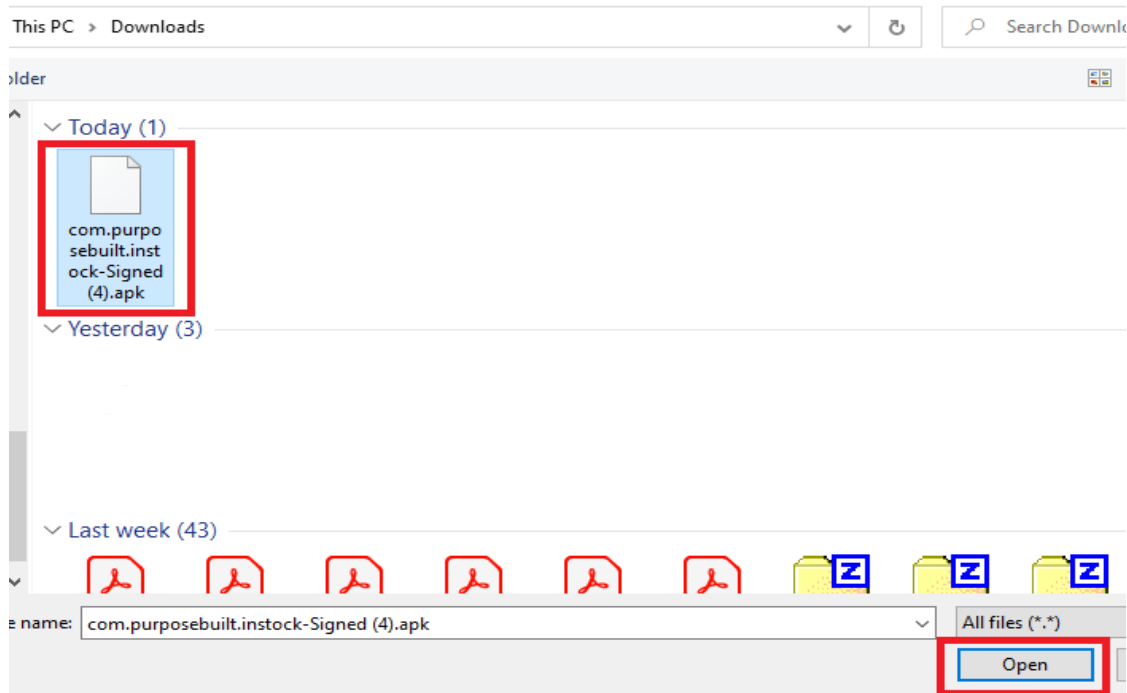 This PC > Downloads
Search Downlo
older
Today (1)
com.purpo
sebuilt.inst
ock-Signed
(4).apk
Yesterday (3)
Last week (43)
Z Z Z
e name: com.purposebuilt.instock-Signed (4).apk
All files (*.*)
Open